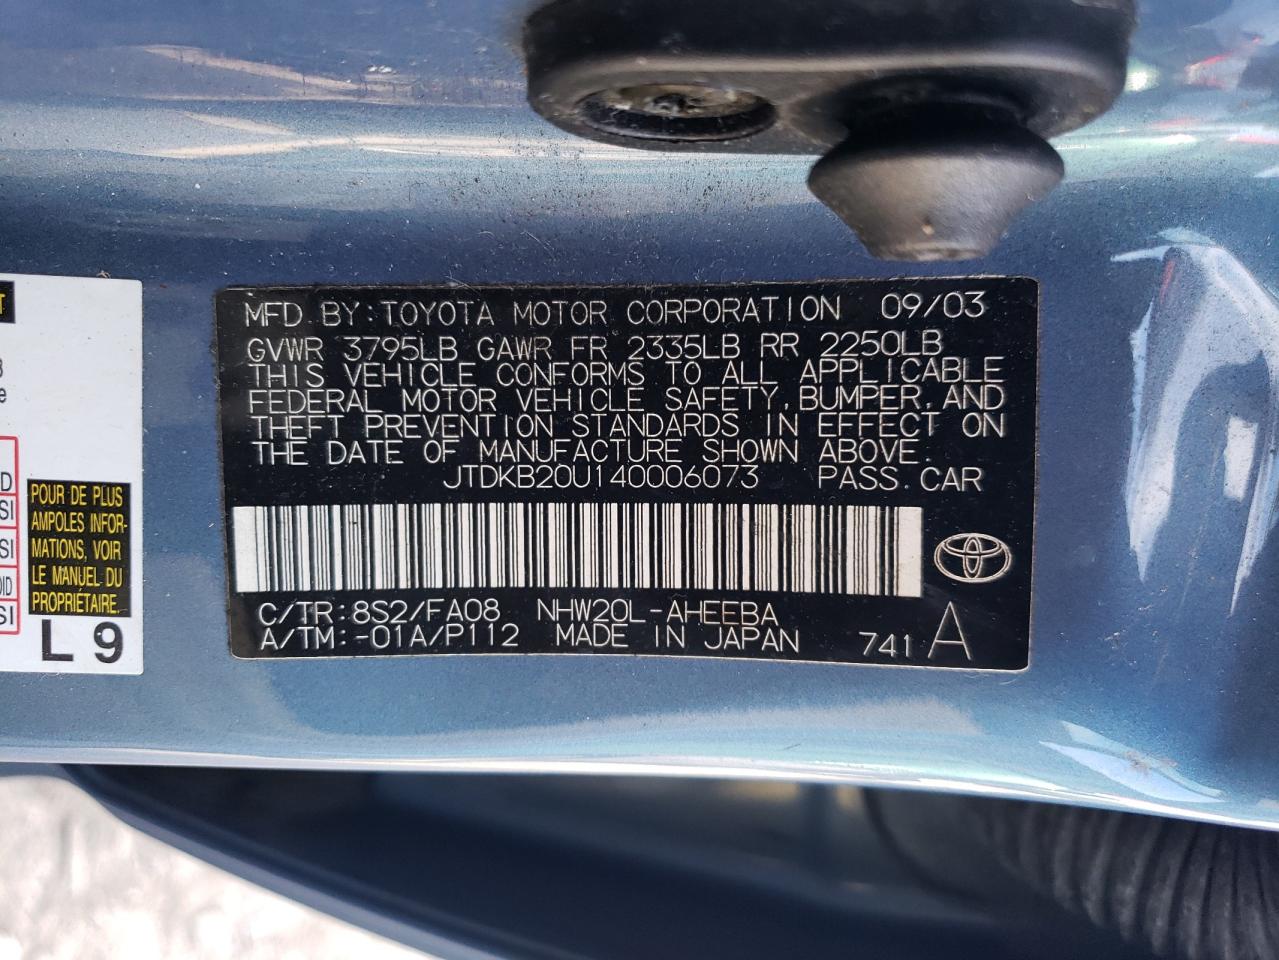 MFD BY: TOYOTA MOTOR CORPORATION 09/03
GVWR 3795LB GAWR FR 2335LB RR 2250LB
THIS VEHICLE CONFORMS TO ALL APPLICABLE
FEDERAL MOTOR VEHICLE SAFETY, BUMPER, AND
THEFT PREVENTION STANDARDS IN EFFECT ON
THE DATE OF MANUFACTURE SHOWN ABOVE.
JTDKB20U140006073 PASS. CAR
C/TR: 8S2/FA08 NHW20L-AHEEBA
A/TM: -01A/P112 MADE IN JAPAN 741 A
POUR DE PLUS
AMPOLES INFOR-
MATIONS, VOIR
LE MANUEL DU
PROPRIÉTAIRE.
L 9